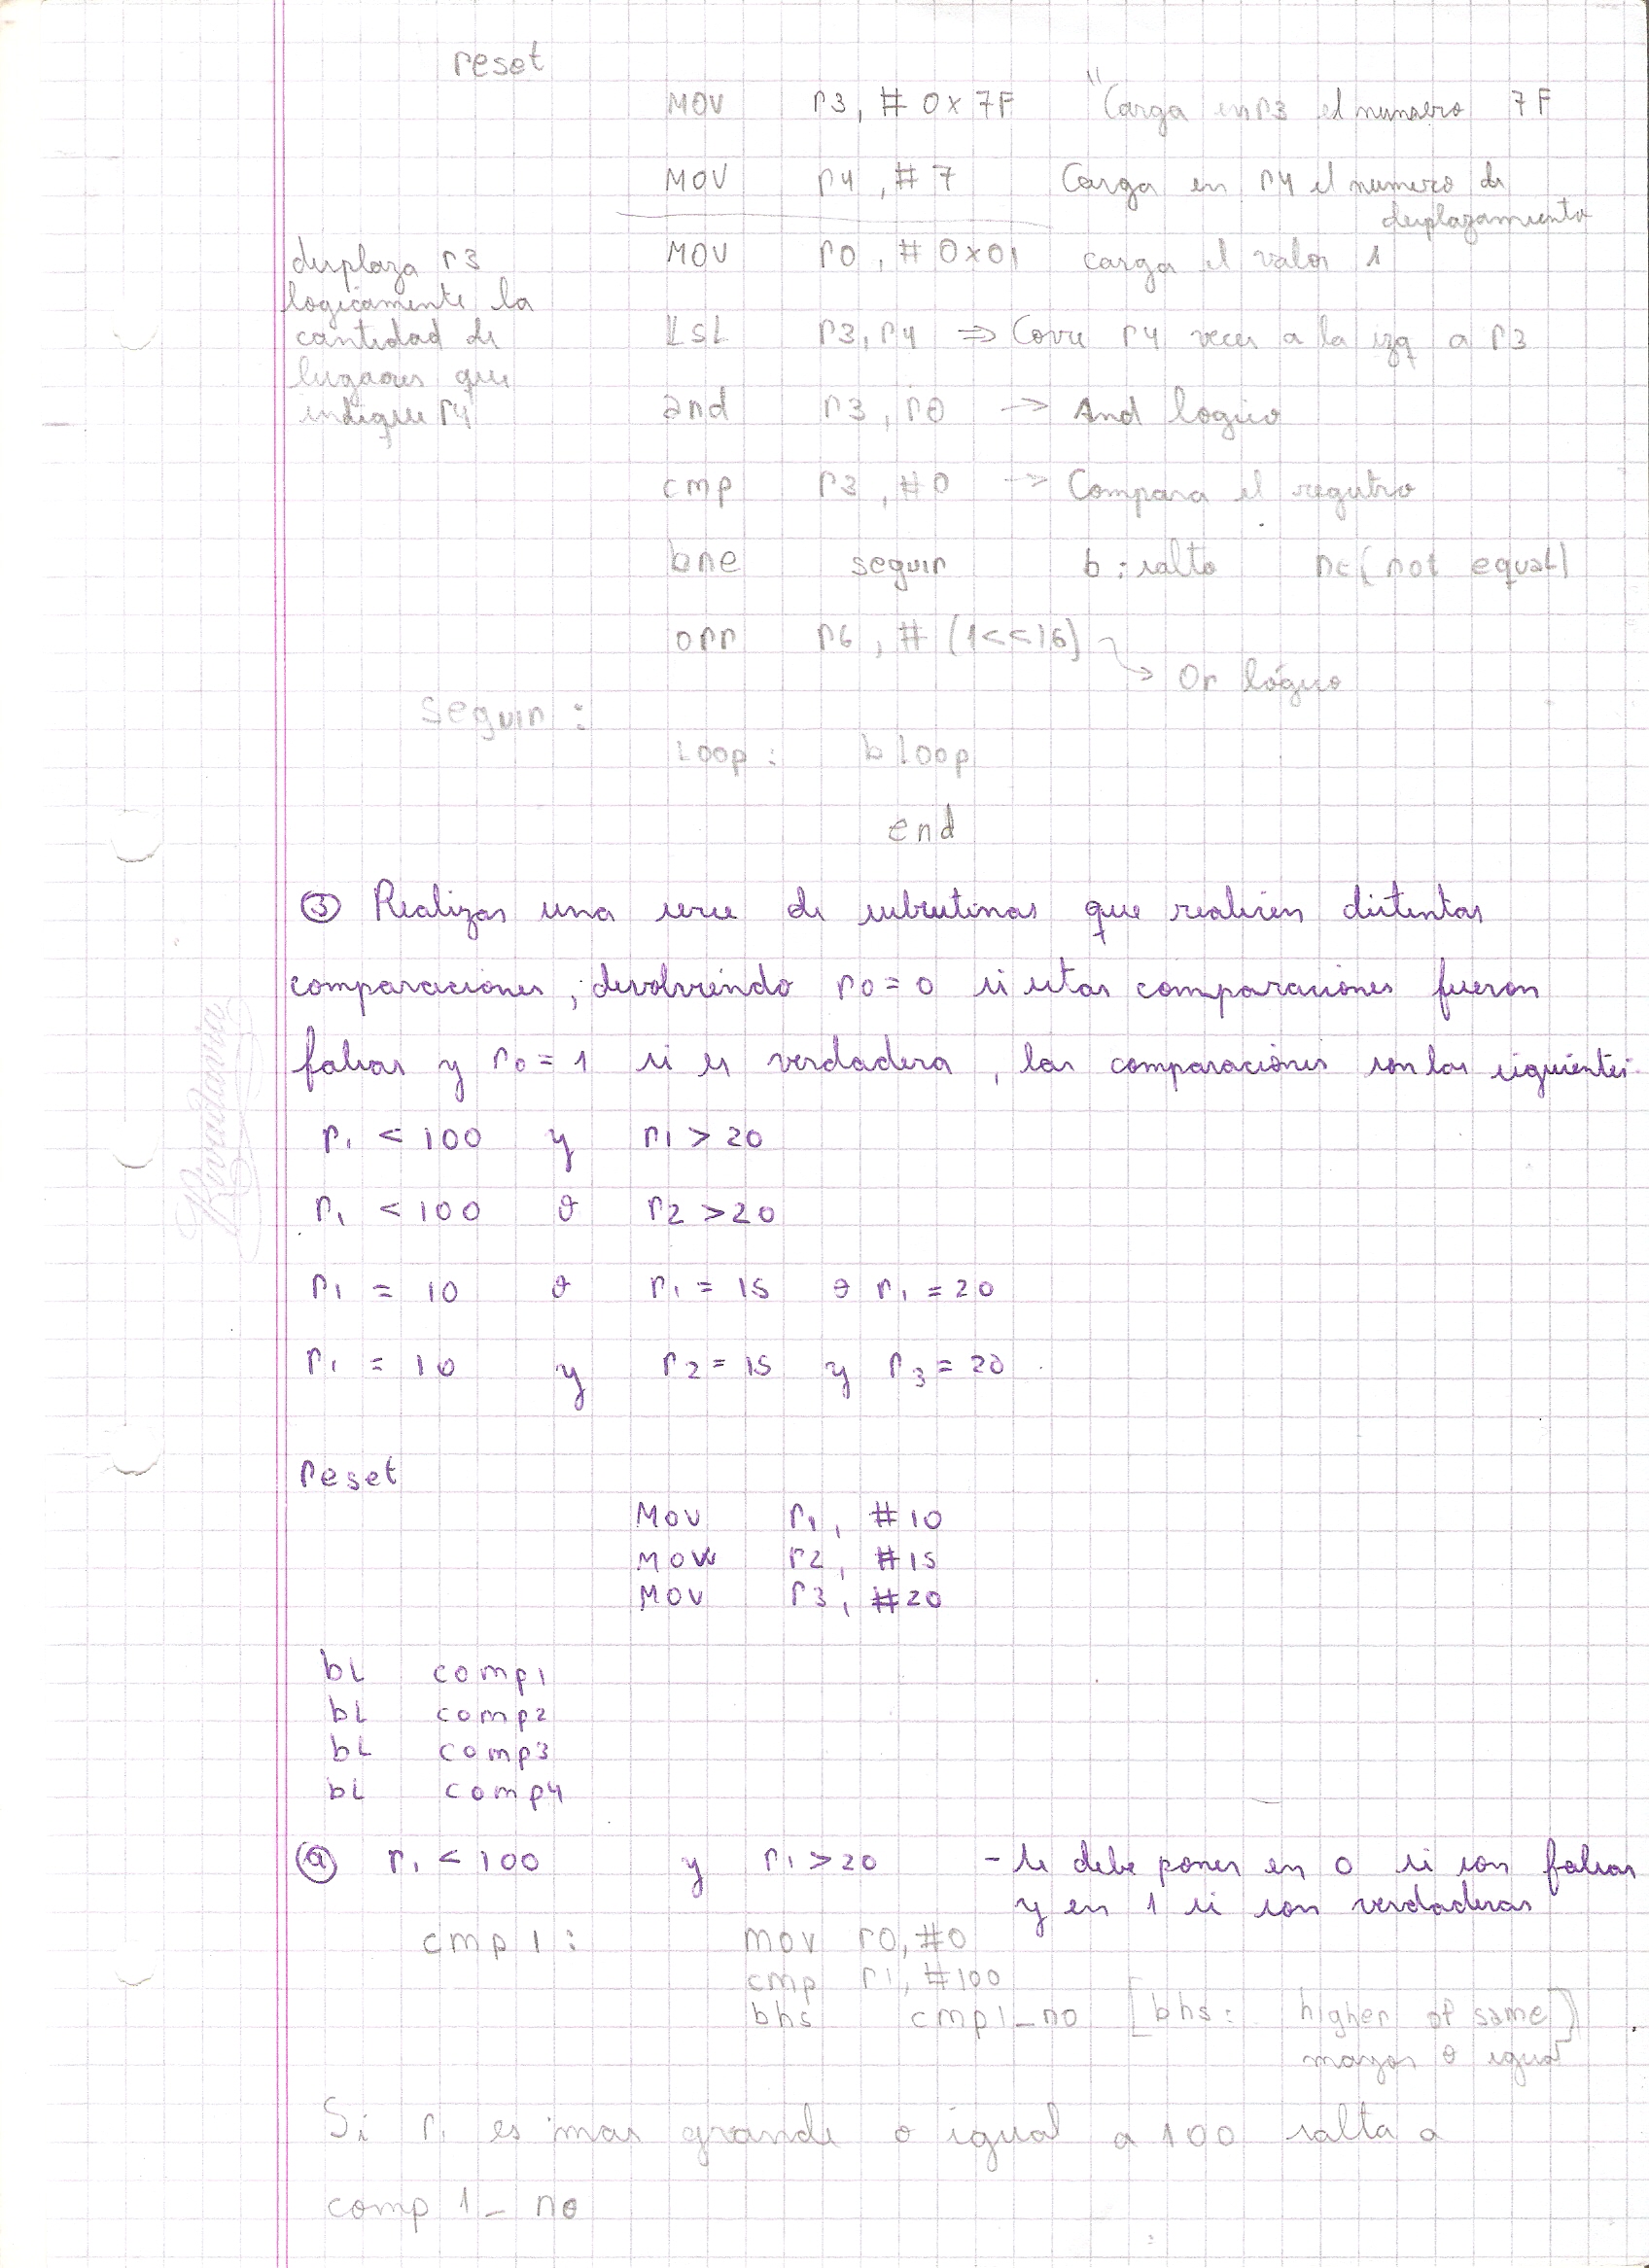 reset
MOV r3, # 0x7F "Carga en r3 el numero 7F
MOV r4, # 7 Carga en r4 el numero de
desplazamiento
MOV r0, # 0x01 carga el valor 1
desplaza r3
logicamente la
cantidad de
lugares que
indique r4
LSL r3, r4 => Corre r4 veces a la izq a r3
and r3, r0 -> And logico
cmp r3, #0 -> Compara el registro
bne seguir b: salto ne (not equal)
orr r6, # (1<<16)
-> Or lógico
seguir:
Loop: b loop
end
③ Realizar una serie de subrutinas que realicen distintas
comparaciones, devolviendo r0=0 si estas comparaciones fueron
falsas y r0=1 si es verdadera, las comparaciones son las siguientes:
r1 < 100 y r1 > 20
r1 < 100 o r2 > 20
r1 = 10 o r1 = 15 o r1 = 20
r1 = 10 y r2 = 15 y r3 = 20
reset
MOV r1, #10
MOV r2, #15
MOV r3, #20
bL comp1
bL comp2
bL comp3
bL comp4
ⓐ r1 < 100 y r1 > 20 - Se debe poner en 0 si son falsas
y en 1 si son verdaderas
cmp1: mov r0, #0
cmp r1, #100
bhs cmp1_no [bhs: higher of same]
mayor o igual
Si r1 es mas grande o igual a 100 salta a
comp 1_no
Rivadavia